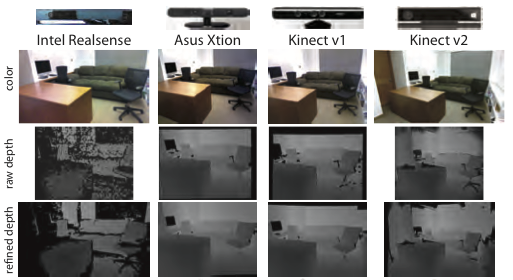 Intel Realsense
Asus Xtion
Kinect v1
Kinect v2
color
raw depth
refined depth